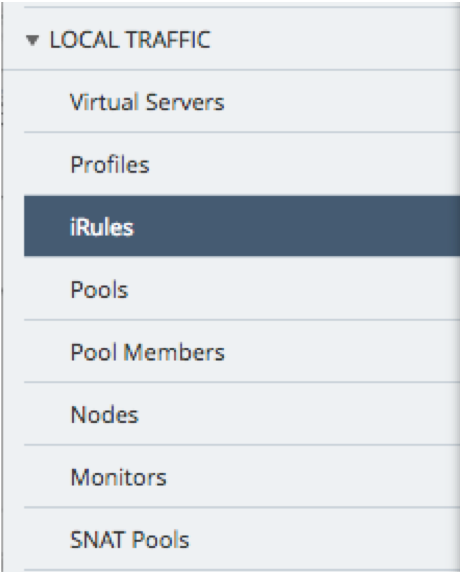 LOCAL TRAFFIC
Virtual Servers
Profiles
iRules
Pools
Pool Members
Nodes
Monitors
SNAT Pools